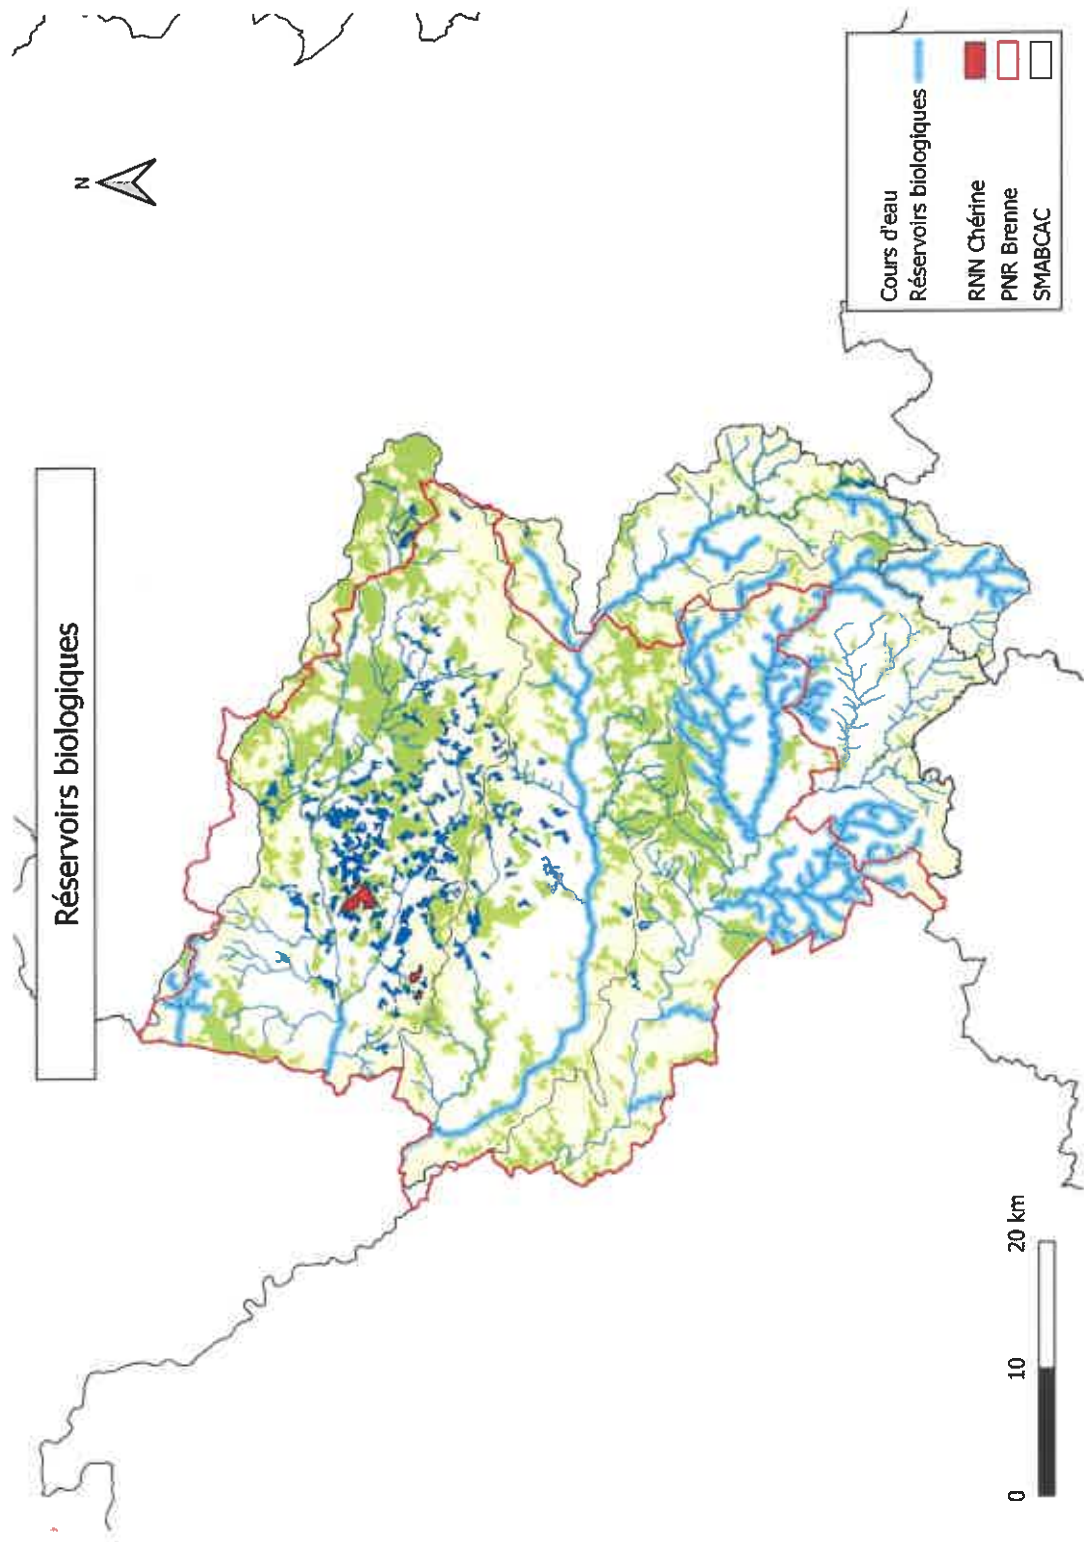 Réservoirs biologiques
N
Cours d'eau
Réservoirs biologiques
RNN Chérine
PNR Brenne
SMABCAC
0 10 20 km